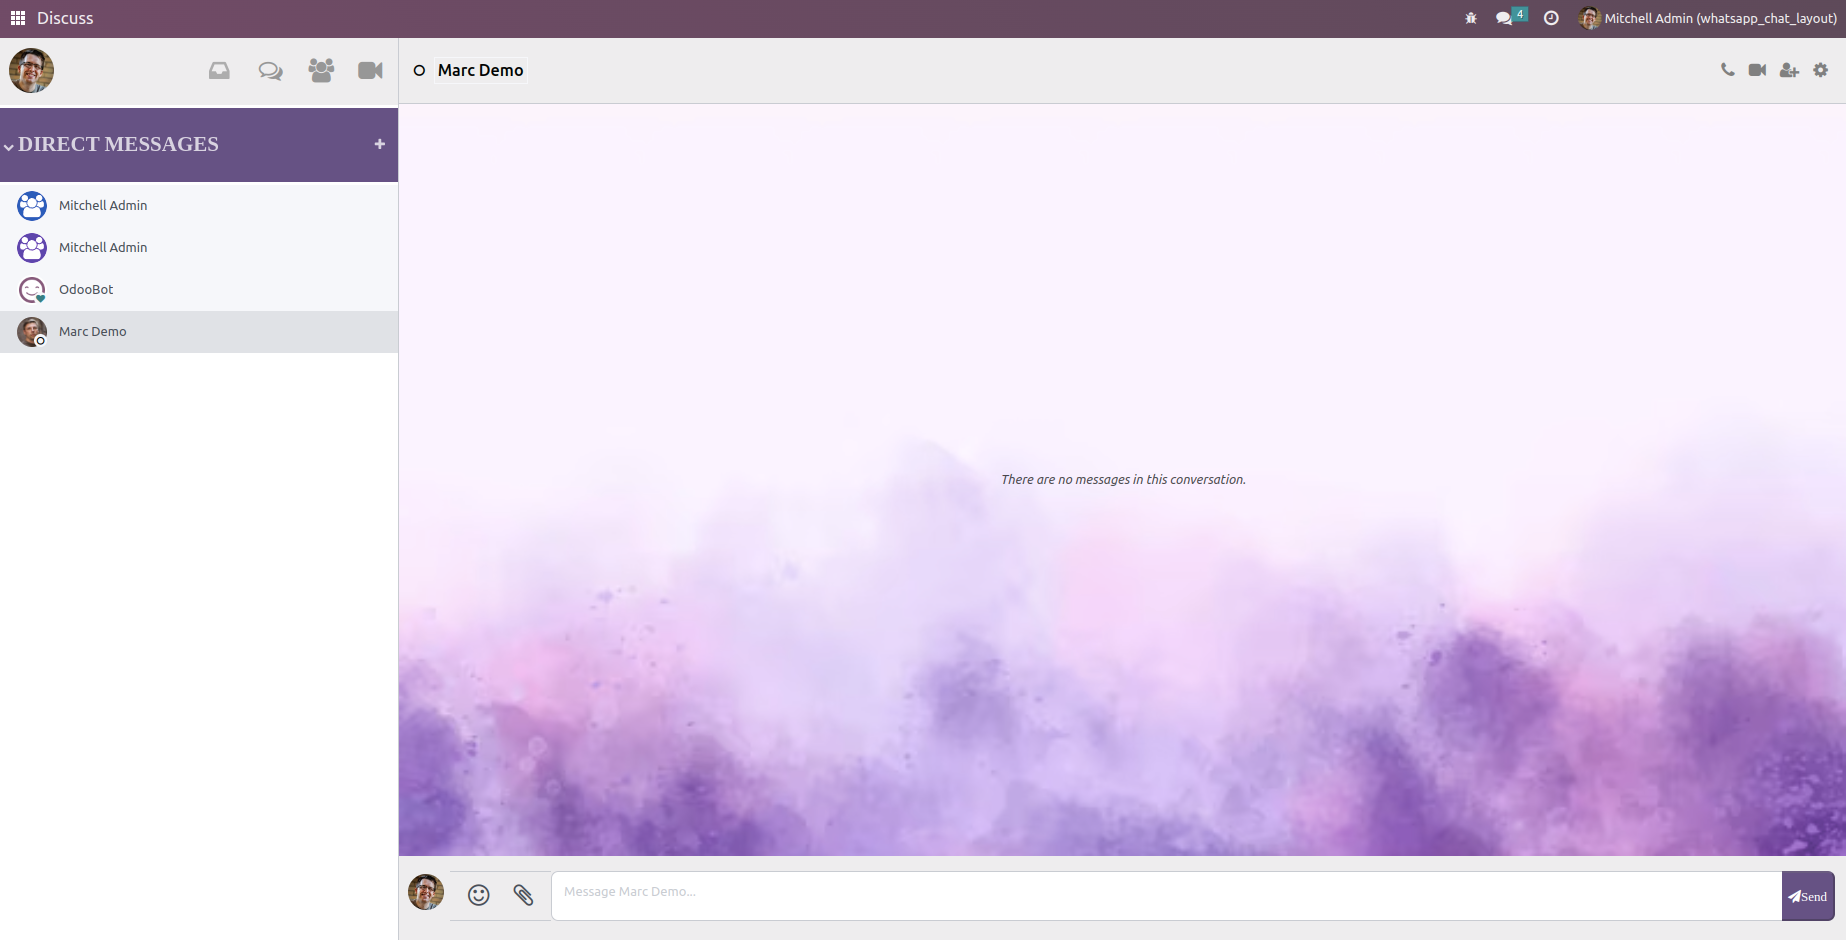 Discuss
4
Mitchell Admin (whatsapp_chat_layout)
Marc Demo
DIRECT MESSAGES
Mitchell Admin
Mitchell Admin
OdooBot
Marc Demo
There are no messages in this conversation.
Message Marc Demo...
Send